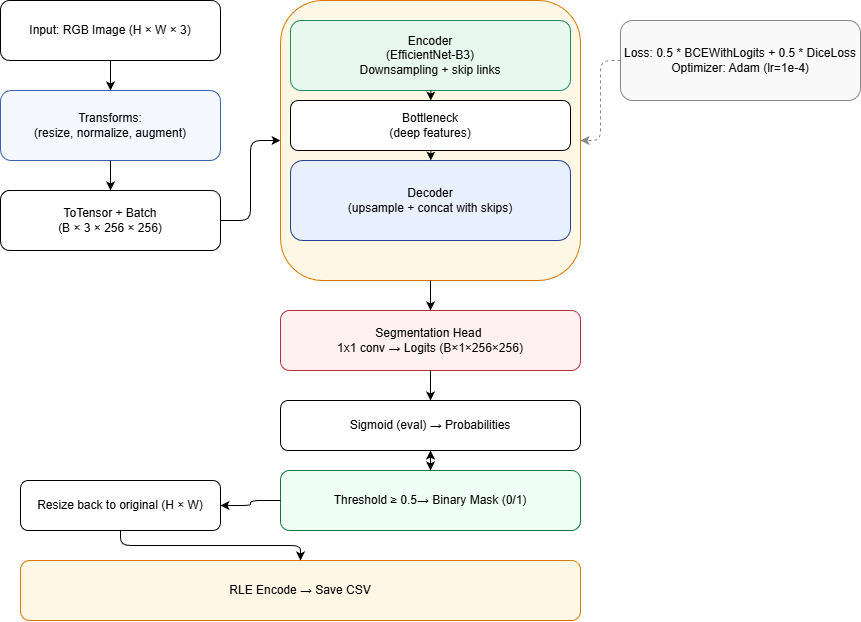 Input: RGB Image (H × W × 3)
Transforms:
(resize, normalize, augment)
ToTensor + Batch
(B × 3 × 256 × 256)
Encoder
(EfficientNet-B3)
Downsampling + skip links
Bottleneck
(deep features)
Decoder
(upsample + concat with skips)
Loss: 0.5 * BCEWithLogits + 0.5 * DiceLoss
Optimizer: Adam (lr=1e-4)
Segmentation Head
1x1 conv → Logits (B×1×256×256)
Sigmoid (eval) → Probabilities
Threshold ≥ 0.5→ Binary Mask (0/1)
Resize back to original (H × W)
RLE Encode → Save CSV